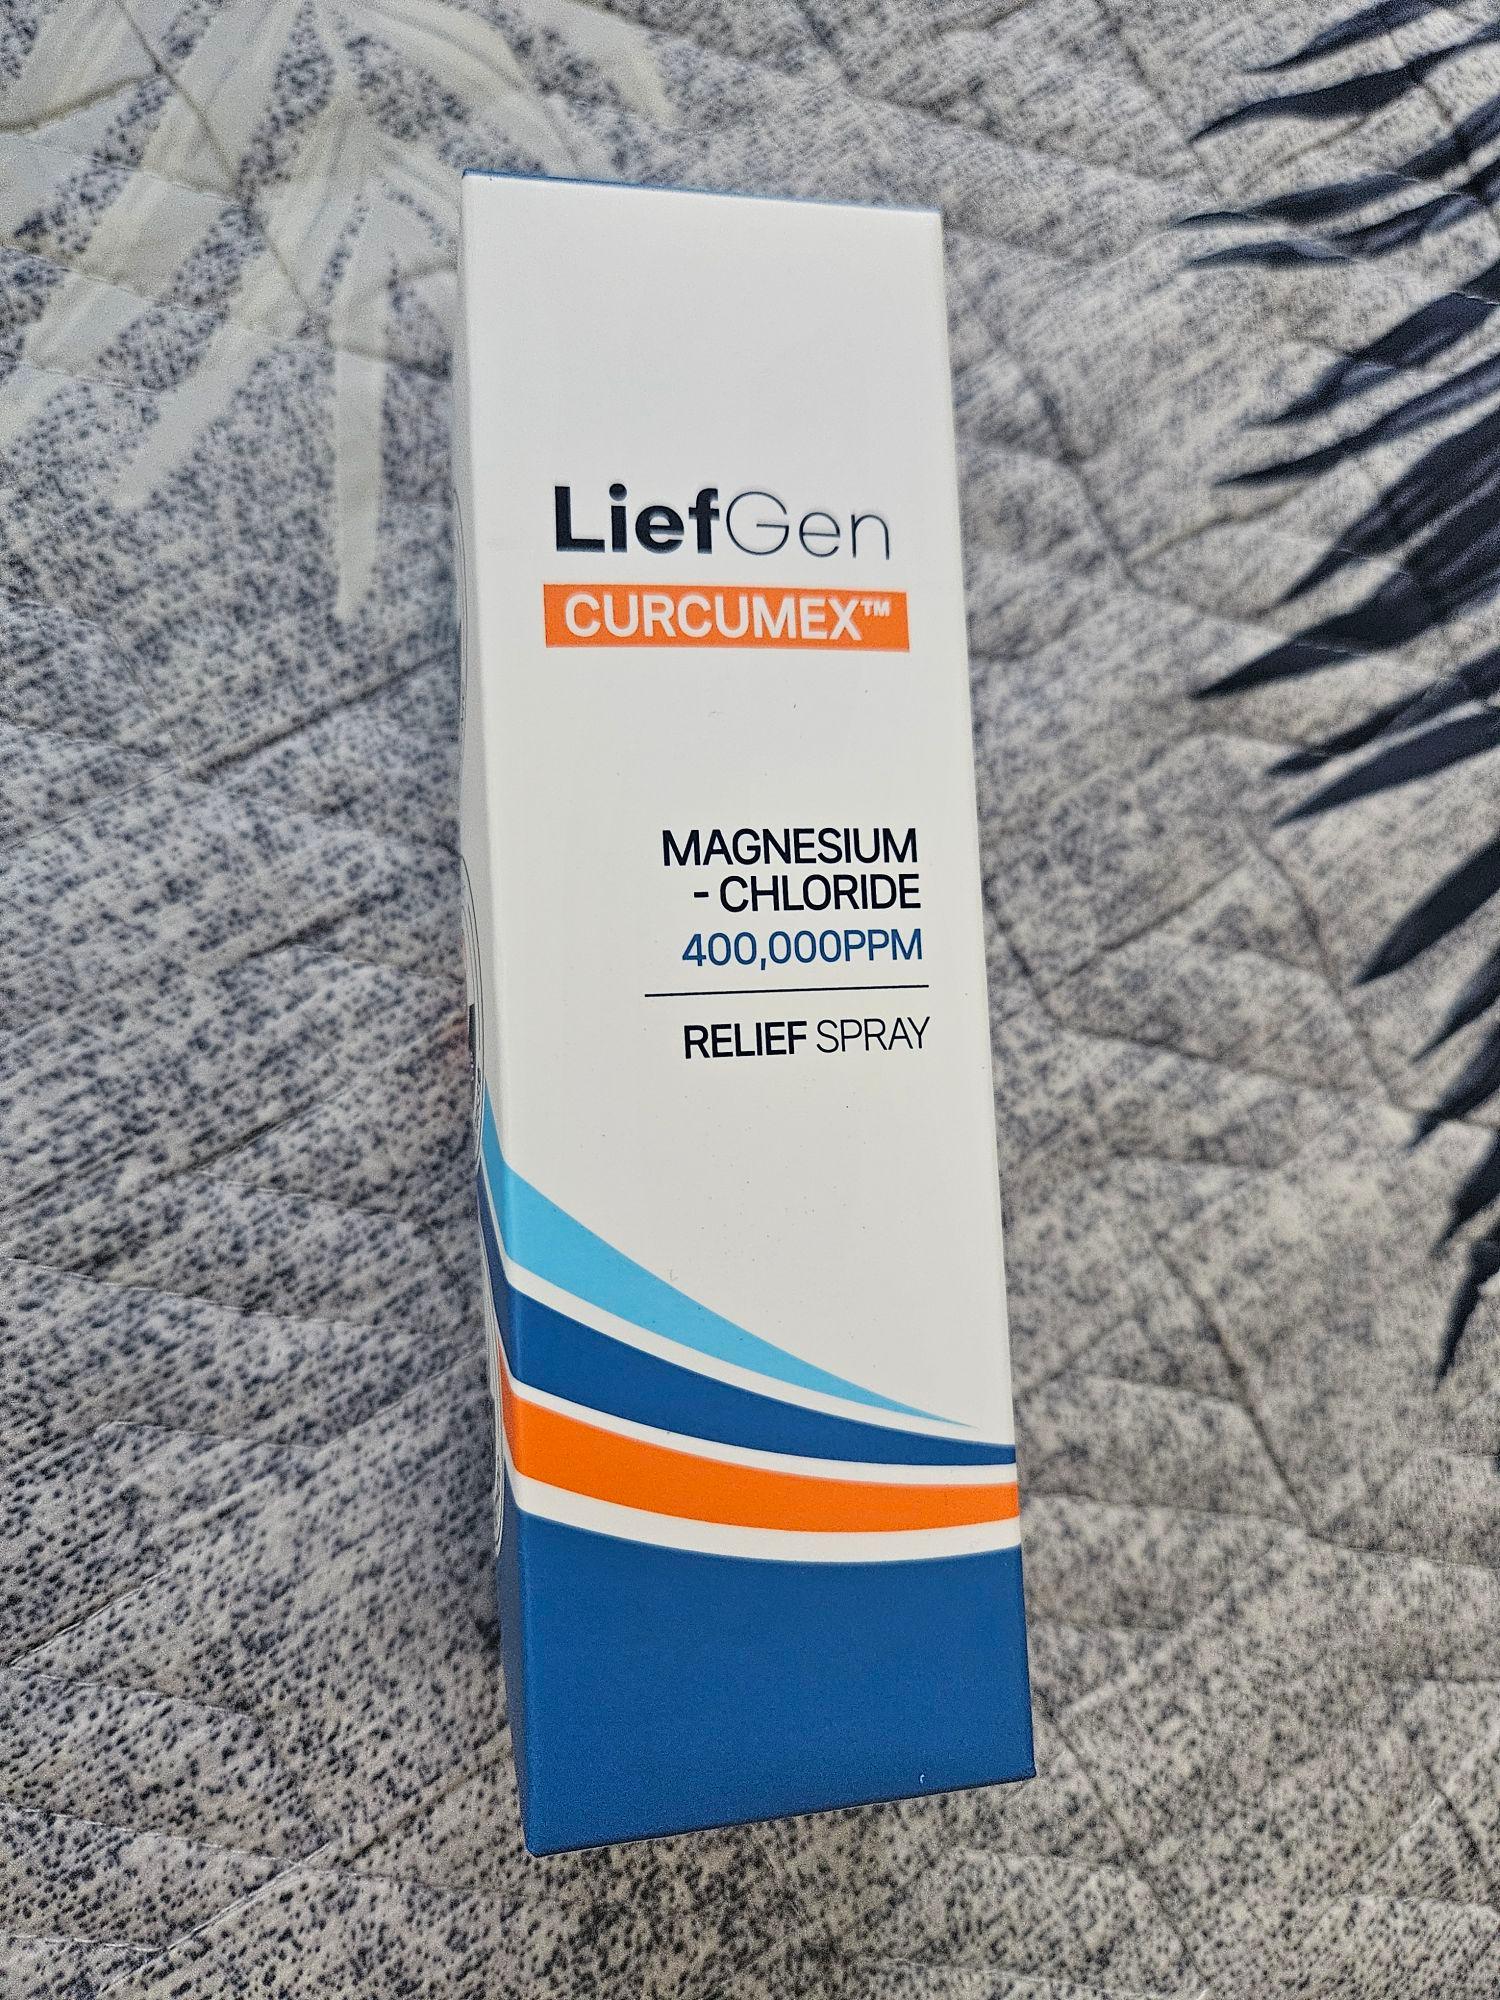 LiefGen
CURCUMEX™
MAGNESIUM
- CHLORIDE
400,000PPM
RELIEF SPRAY